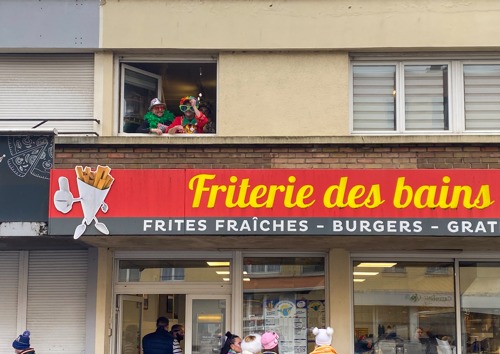 Friterie des bains
FRITES FRAÎCHES - BURGERS - GRAT